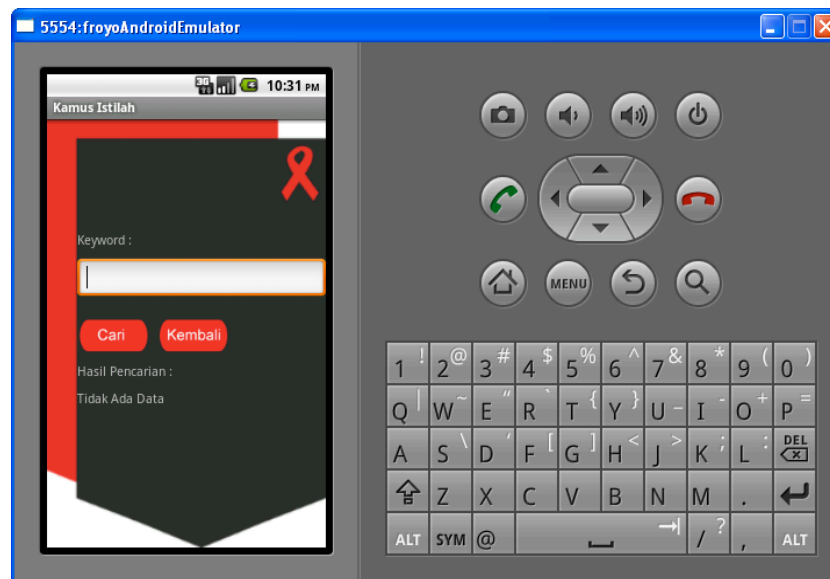 5554:froyoAndroidEmulator
3G 10:31 PM
Kamus Istilah
Keyword :
Cari Kembali
Hasil Pencarian :
Tidak Ada Data
MENU
1 ! 2 @ 3 # 4 $ 5 % 6 ^ 7 & 8 * 9 ( 0 )
Q | W ~ E " R ` T { Y } U _ I - O + P =
A S \ D ' F [ G ] H < J > K ; L : DEL
Z X C V B N M .
ALT SYM @ / ? , ALT